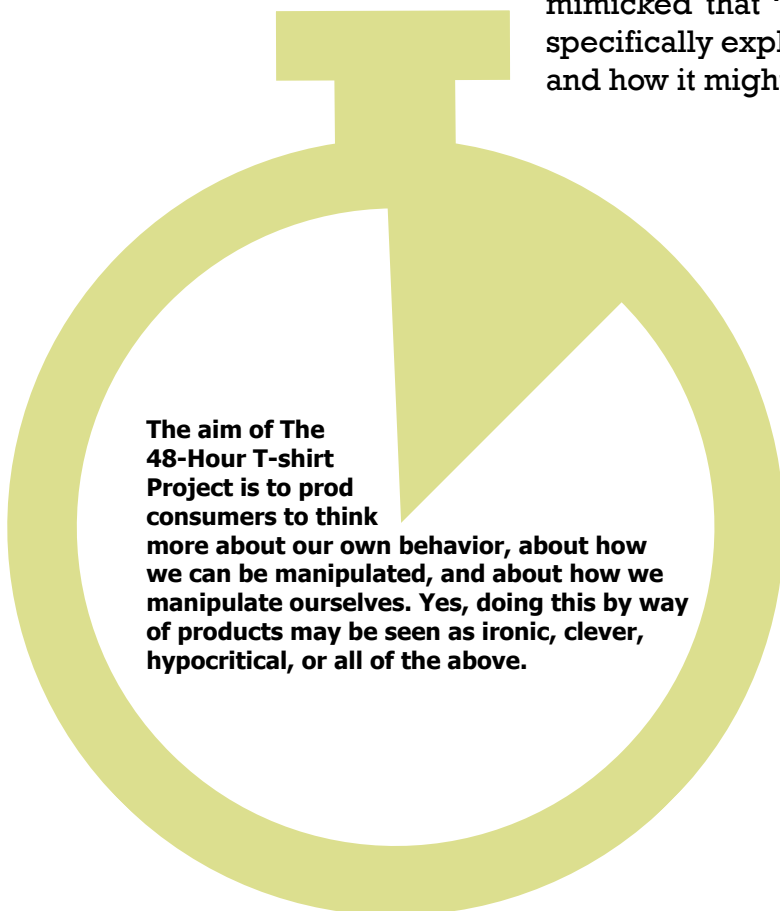 mimicked that
specifically expl
and how it migh
The aim of The
48-Hour T-shirt
Project is to prod
consumers to think
more about our own behavior, about how
we can be manipulated, and about how we
manipulate ourselves. Yes, doing this by way
of products may be seen as ironic, clever,
hypocritical, or all of the above.